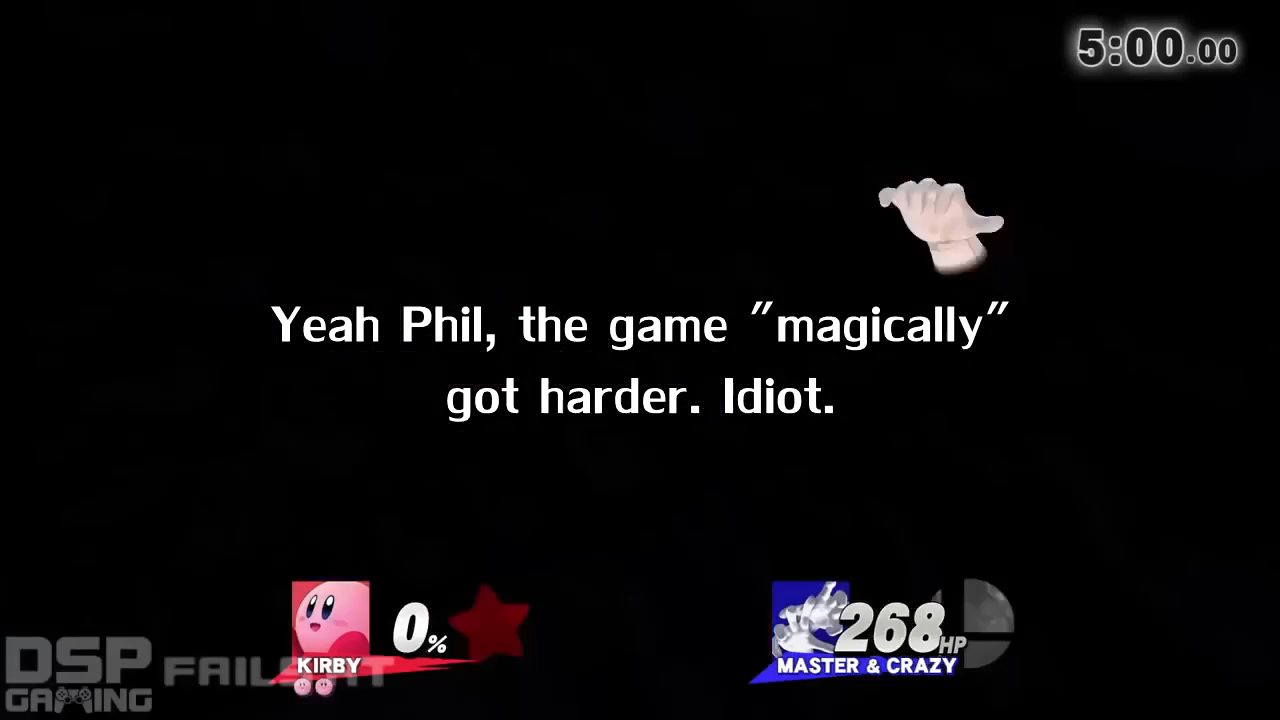 5:00.00
Yeah Phil, the game "magically"
got harder. Idiot.
0%
268HP
KIRBY
MASTER & CRAZY
DSP
GAMING